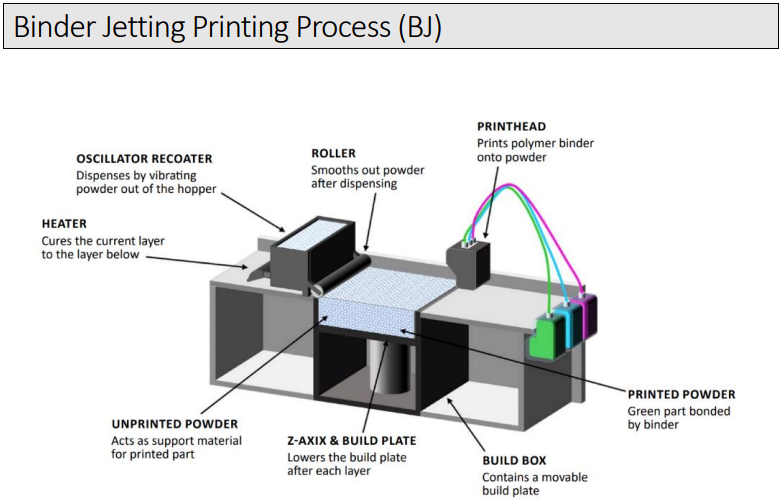 Binder Jetting Printing Process (BJ)
PRINTHEAD
Prints polymer binder
onto powder
OSCILLATOR RECOATER
Dispenses by vibrating
powder out of the hopper
ROLLER
Smooths out powder
after dispensing
HEATER
Cures the current layer
to the layer below
UNPRINTED POWDER
Acts as support material
for printed part
Z-AXIX & BUILD PLATE
Lowers the build plate
after each layer
BUILD BOX
Contains a movable
build plate
PRINTED POWDER
Green part bonded
by binder